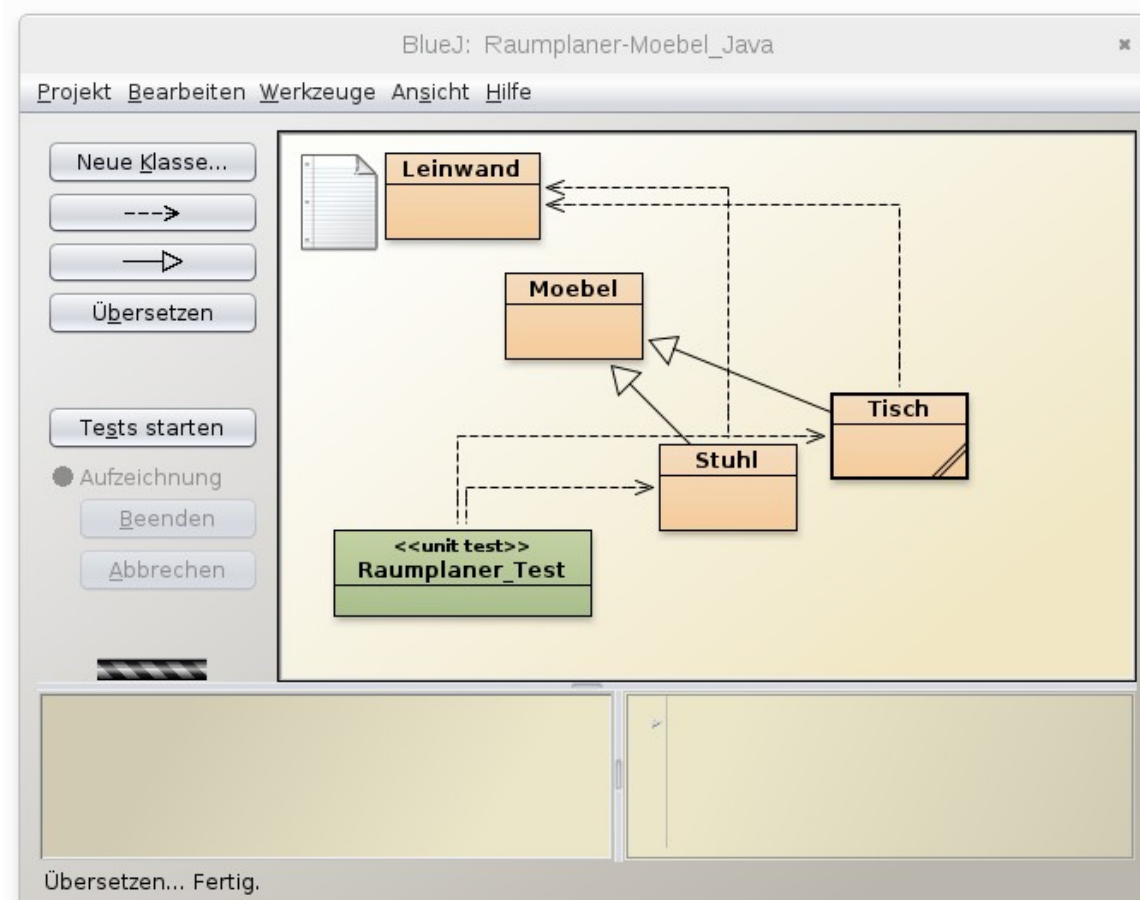 BlueJ: Raumplaner-Moebel_Java
Projekt Bearbeiten Werkzeuge Ansicht Hilfe
Neue Klasse...
Übersetzen
Tests starten
Aufzeichnung
Beenden
Abbrechen
Leinwand
Moebel
Tisch
Stuhl
<<unit test>>
Raumplaner_Test
Übersetzen... Fertig.